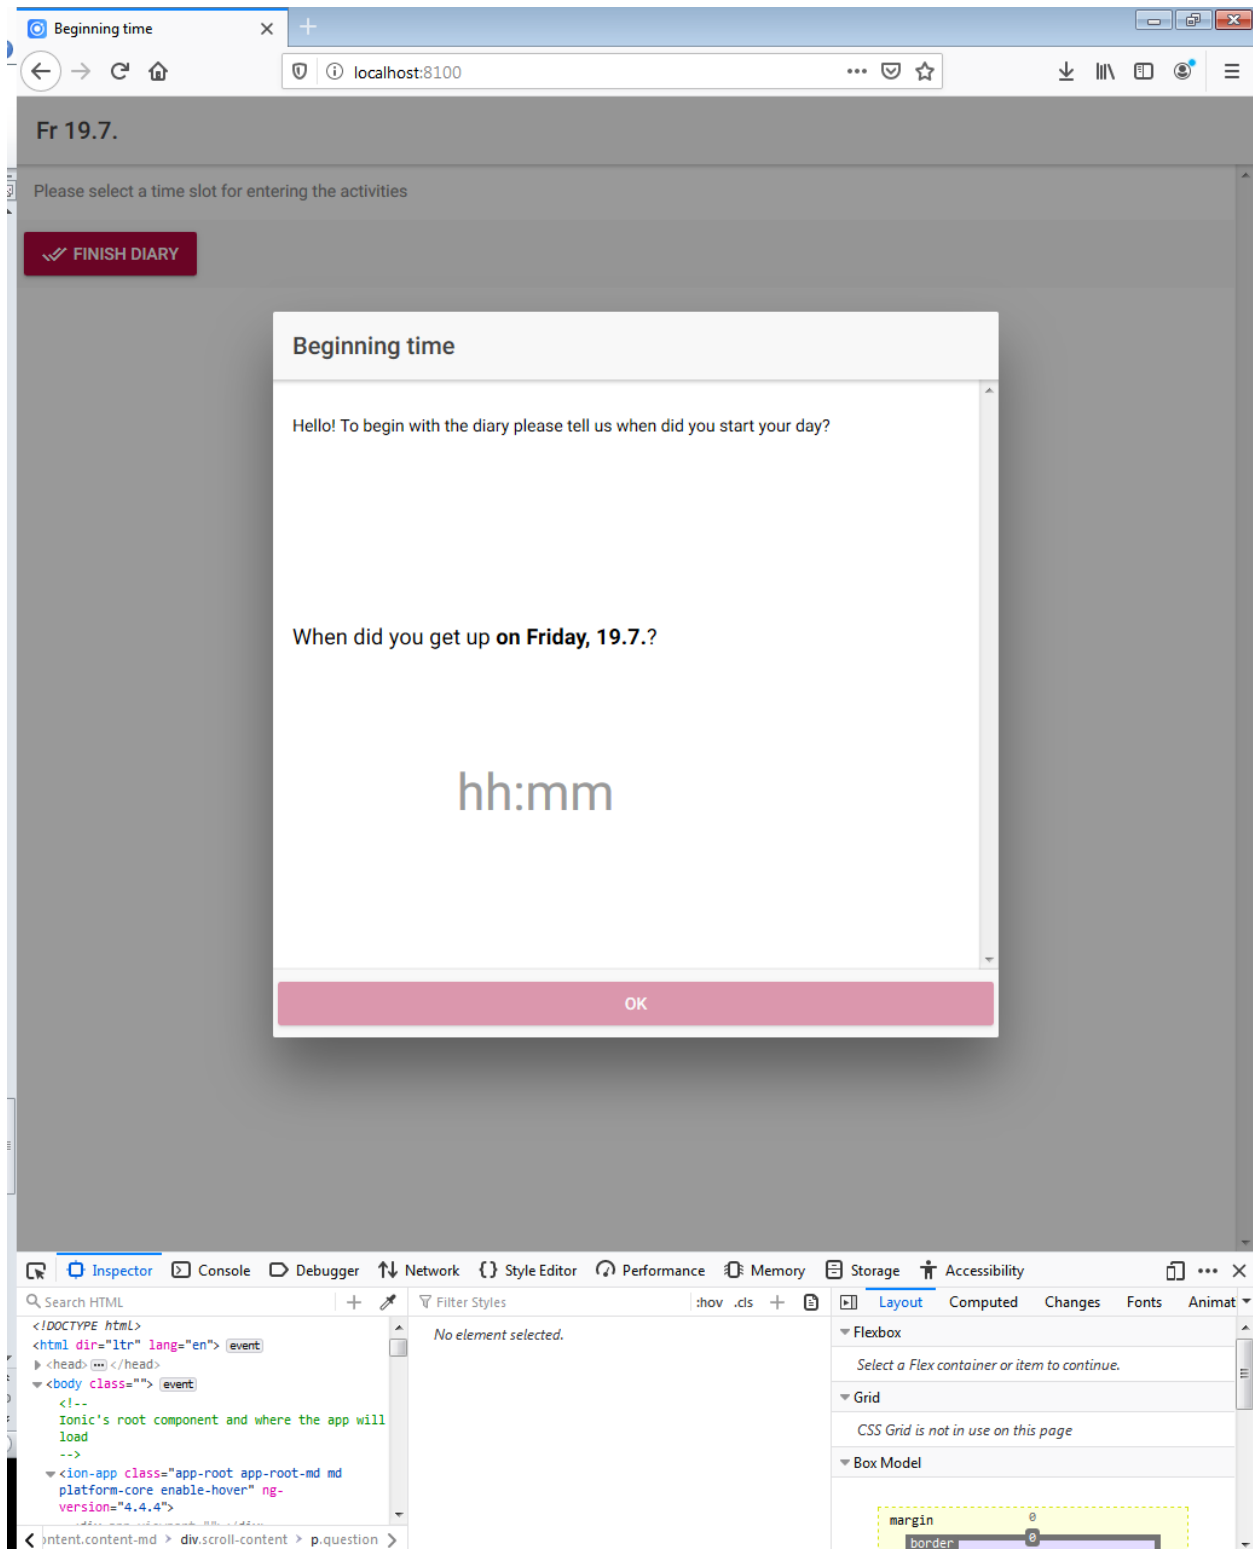 Beginning time
localhost:8100
Fr 19.7.
Please select a time slot for entering the activities
FINISH DIARY
Beginning time
Hello! To begin with the diary please tell us when did you start your day?
When did you get up on Friday, 19.7.?
hh:mm
OK
Inspector Console Debugger Network Style Editor Performance Memory Storage Accessibility
Search HTML
Filter Styles :hov .cls
Layout Computed Changes Fonts Animat
<!DOCTYPE html>
<html dir="ltr" lang="en"> event
<head> ... </head>
<body class=""> event
<!--
Ionic's root component and where the app will
load
-->
<ion-app class="app-root app-root-md md
platform-core enable-hover" ng-
version="4.4.4">
ontent.content-md > div.scroll-content > p.question
No element selected.
Flexbox
Select a Flex container or item to continue.
Grid
CSS Grid is not in use on this page
Box Model
margin 0
border 0